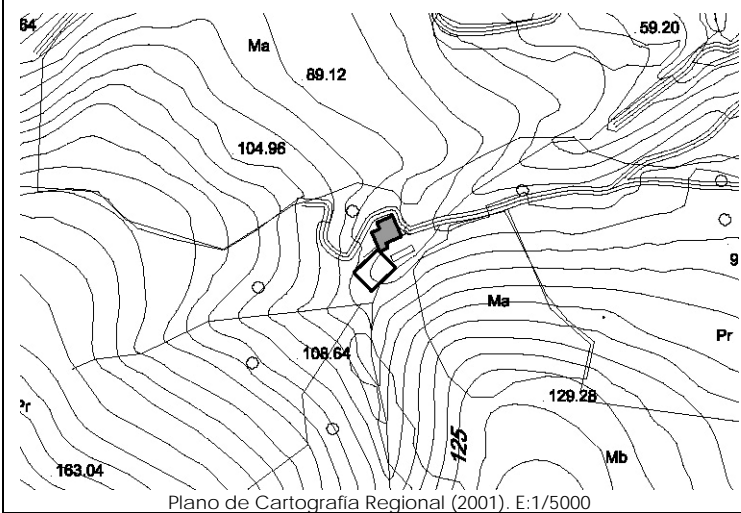 64
Ma
59.20
89.12
104.96
9
Ma
Pr
108.64
129.28
Pr
125
163.04
Mb
Plano de Cartografía Regional (2001). E:1/5000